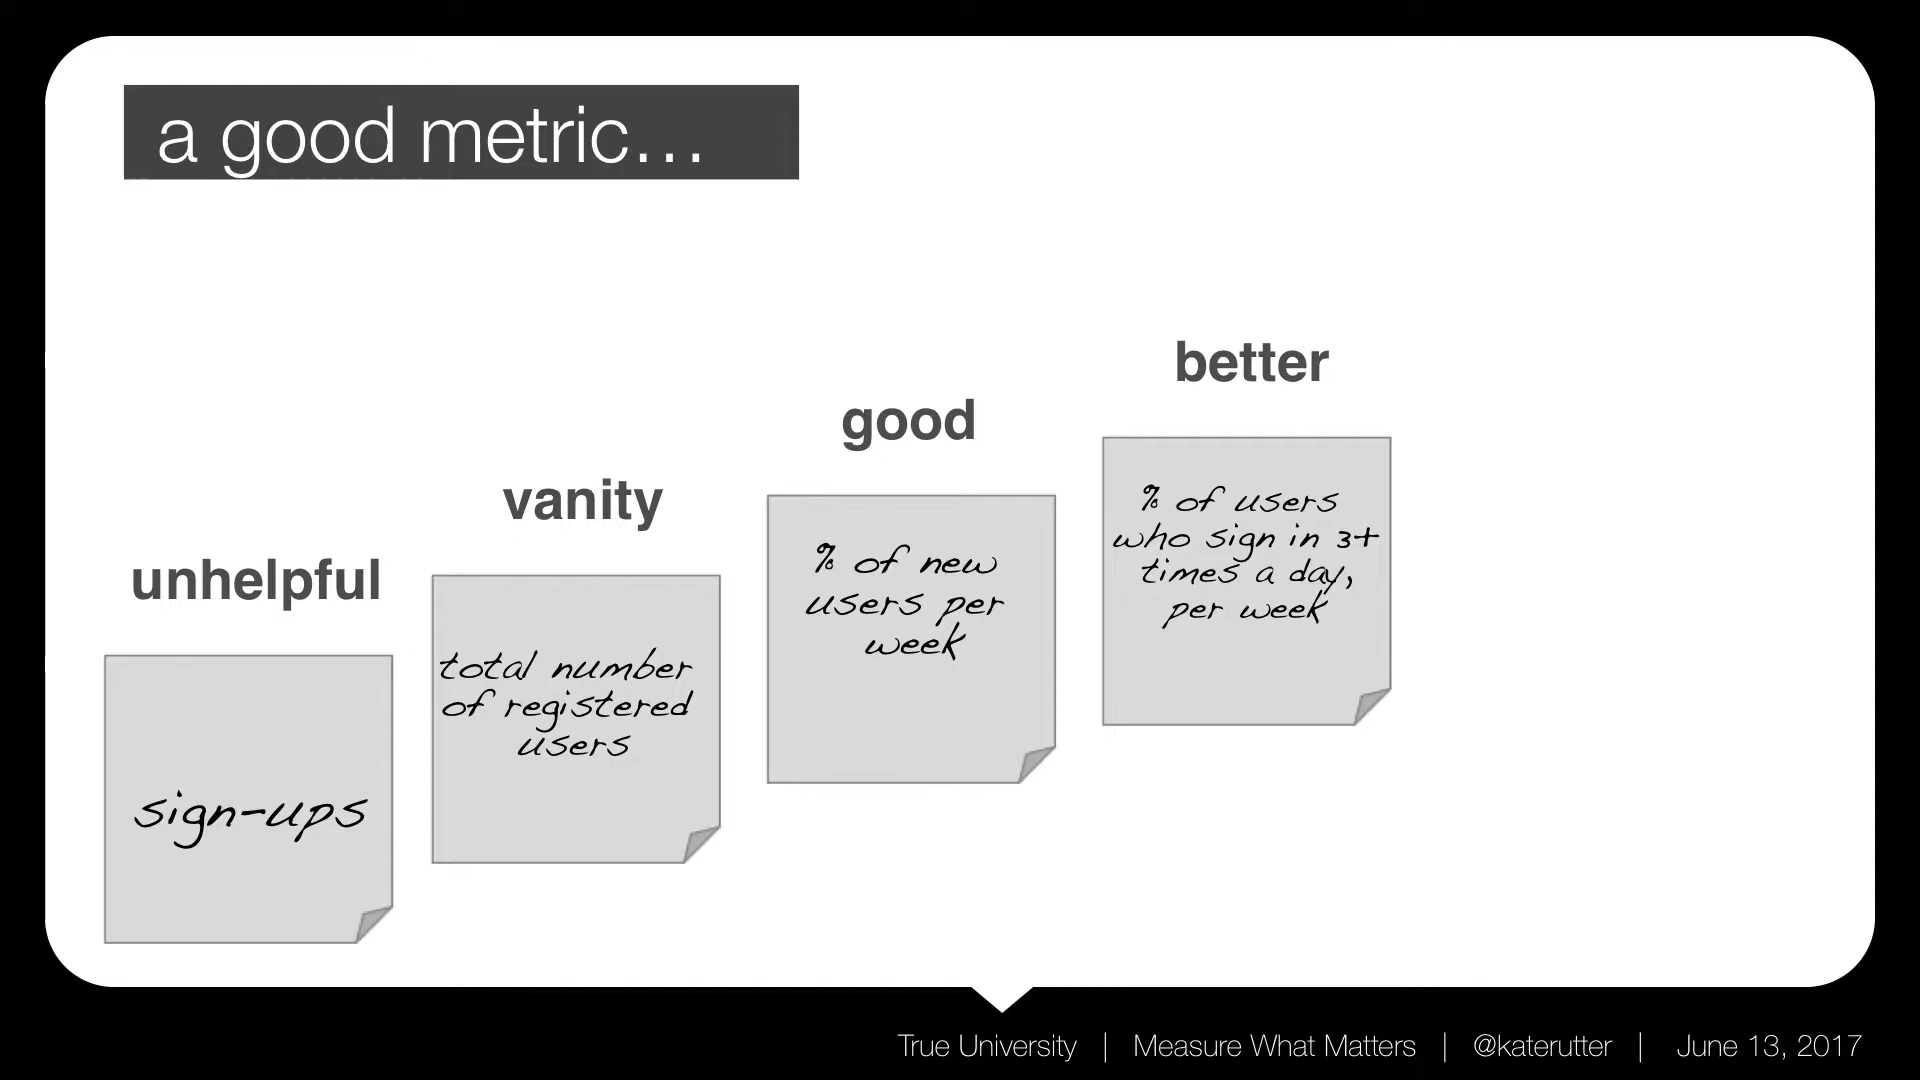 a good metric…
unhelpful
sign-ups
vanity
total number
of registered
users
good
% of new
users per
week
better
% of users
who sign in 3+
times a day,
per week
True University | Measure What Matters | @katerutter | June 13, 2017